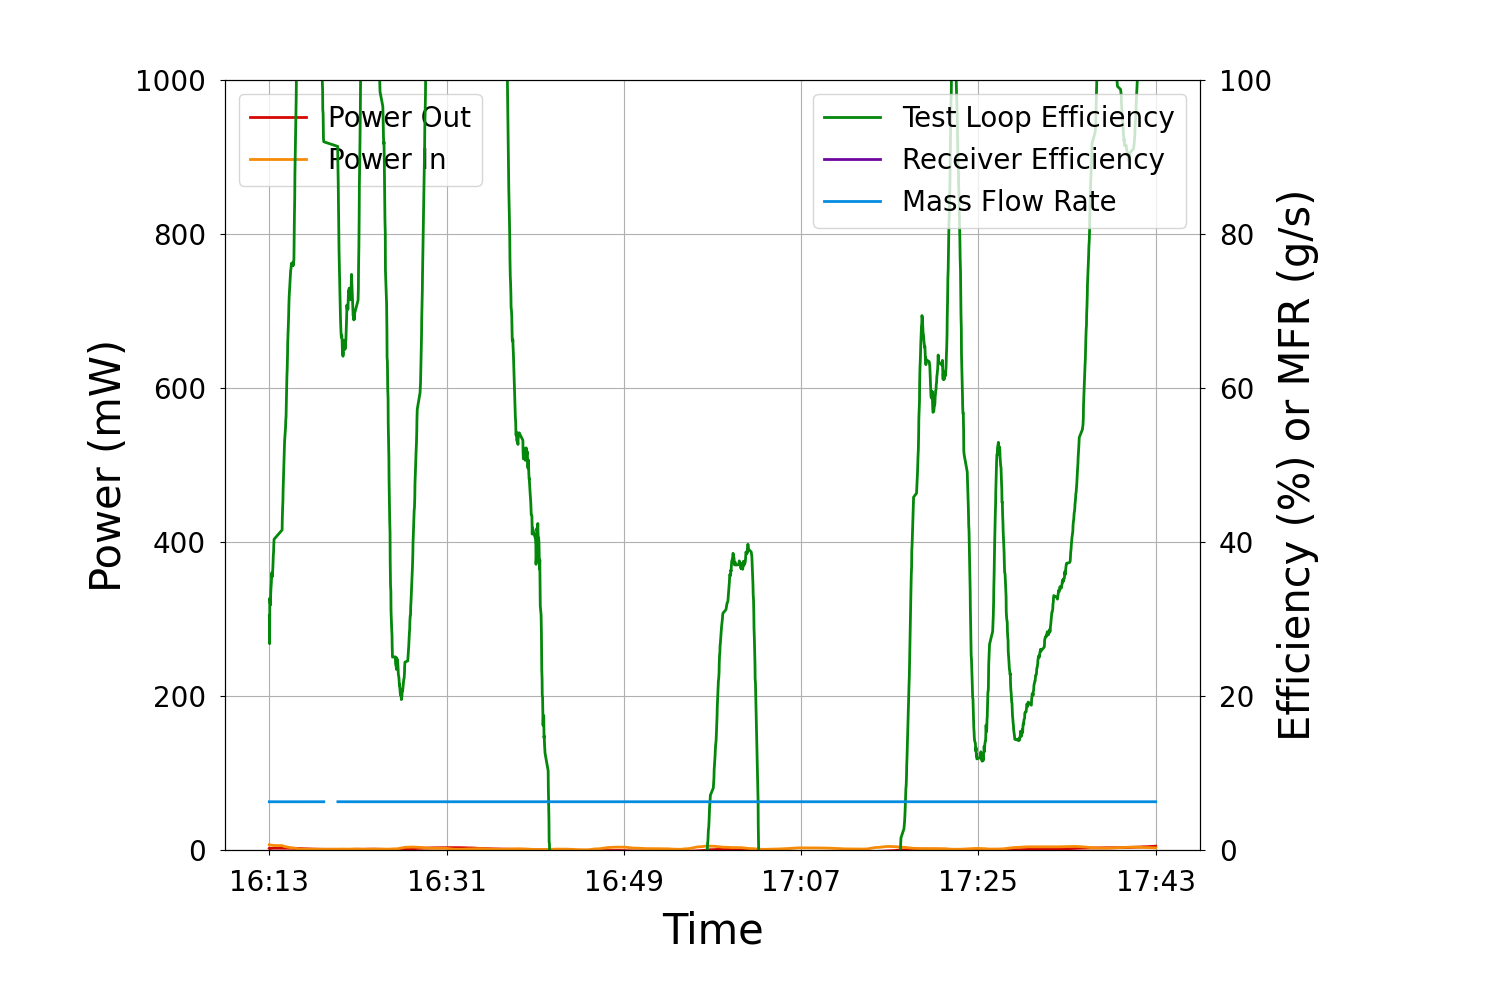 1000
800
600
400
200
0
Power (mW)
Power Out
Power In
Test Loop Efficiency
Receiver Efficiency
Mass Flow Rate
100
80
60
40
20
0
Efficiency (%) or MFR (g/s)
16:13
16:31
16:49
17:07
17:25
17:43
Time